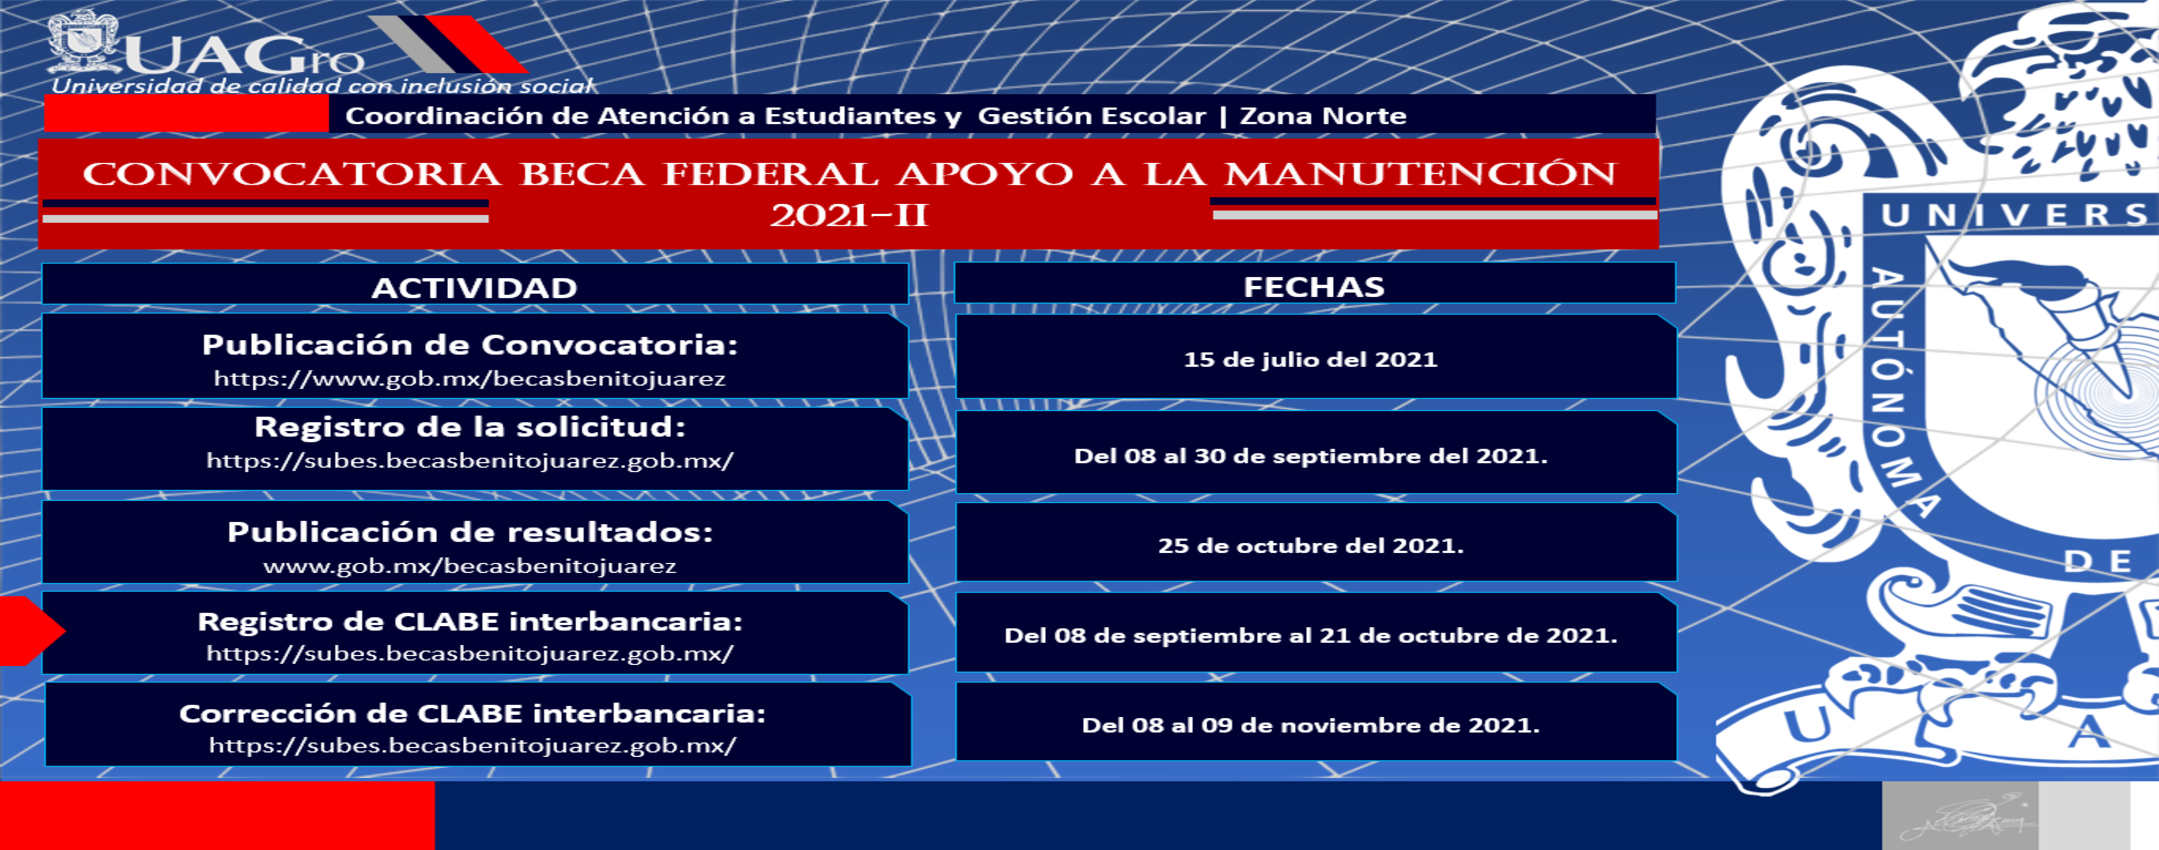 UAGro
Universidad de calidad con inclusión social
Coordinación de Atención a Estudiantes y Gestión Escolar | Zona Norte
CONVOCATORIA BECA FEDERAL APOYO A LA MANUTENCIÓN
2021-II
ACTIVIDAD
FECHAS
Publicación de Convocatoria:
https://www.gob.mx/becasbenitojuarez
15 de julio del 2021
Registro de la solicitud:
https://subes.becasbenitojuarez.gob.mx/
Del 08 al 30 de septiembre del 2021.
Publicación de resultados:
www.gob.mx/becasbenitojuarez
25 de octubre del 2021.
Registro de CLABE interbancaria:
https://subes.becasbenitojuarez.gob.mx/
Del 08 de septiembre al 21 de octubre de 2021.
Corrección de CLABE interbancaria:
https://subes.becasbenitojuarez.gob.mx/
Del 08 al 09 de noviembre de 2021.
UNIVERS
AUTÓNOMA
DE
U A